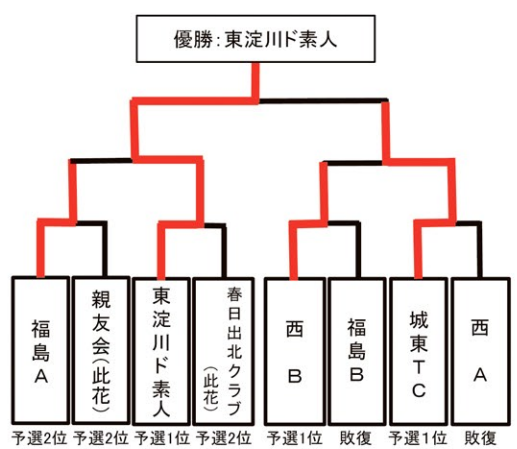 優勝:東淀川ド素人
福島A
親友会(此花)
東淀川ド素人
春日出北クラブ
(此花)
西 B
福島B
城東TC
西 A
予選2位 予選2位 予選1位 予選2位 予選1位 敗復 予選1位 敗復